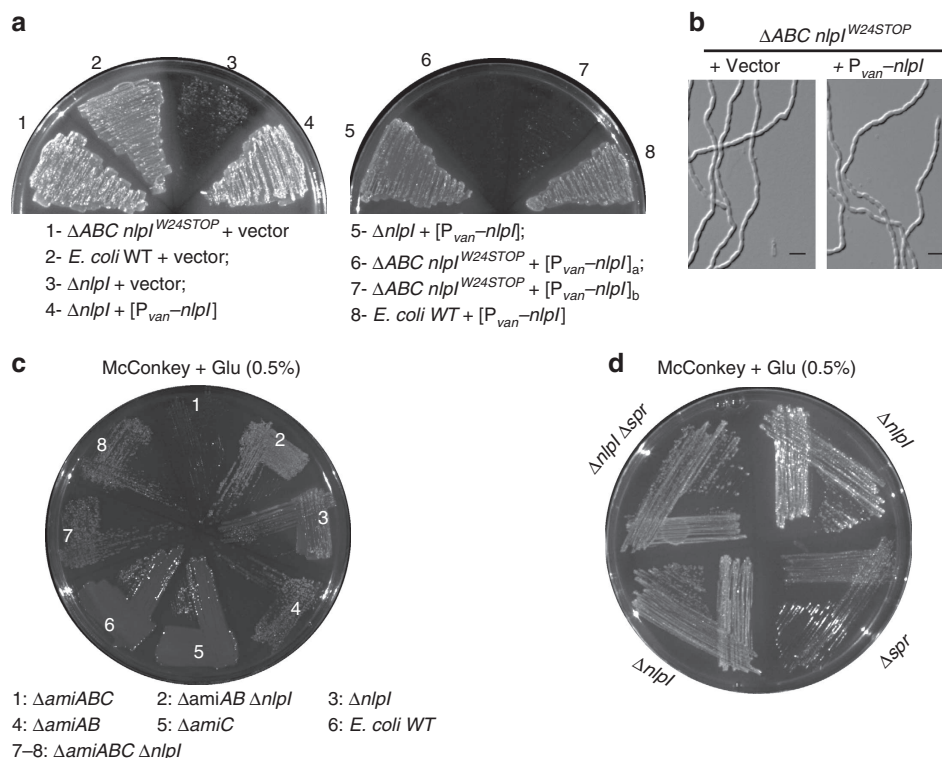 a
1
2
3
4
5
6
7
8
1- ΔABC nlpI^W24STOP + vector
2- E. coli WT + vector;
3- ΔnlpI + vector;
4- ΔnlpI + [Pvan–nlpI]
5- ΔnlpI + [Pvan–nlpI];
6- ΔABC nlpI^W24STOP + [Pvan–nlpI]a;
7- ΔABC nlpI^W24STOP + [Pvan–nlpI]b
8- E. coli WT + [Pvan–nlpI]
b
ΔABC nlpI^W24STOP
+ Vector
+ Pvan–nlpI
c
McConkey + Glu (0.5%)
1
2
3
4
5
6
7
8
1: ΔamiABC 2: ΔamiAB ΔnlpI 3: ΔnlpI
4: ΔamiAB 5: ΔamiC 6: E. coli WT
7–8: ΔamiABC ΔnlpI
d
McConkey + Glu (0.5%)
ΔnlpI Δspr
ΔnlpI
ΔnlpI
Δspr